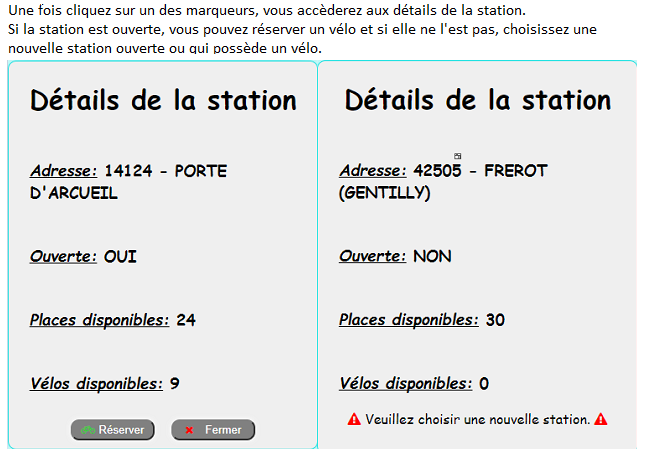 Une fois cliquez sur un des marqueurs, vous accèderez aux détails de la station.
Si la station est ouverte, vous pouvez réserver un vélo et si elle ne l'est pas, choisissez une
nouvelle station ouverte ou qui possède un vélo.
Détails de la station
Adresse: 14124 - PORTE
D'ARCUEIL
Ouverte: OUI
Places disponibles: 24
Vélos disponibles: 9
Réserver
Fermer
Détails de la station
Adresse: 42505 - FREROT
(GENTILLY)
Ouverte: NON
Places disponibles: 30
Vélos disponibles: 0
Veuillez choisir une nouvelle station.